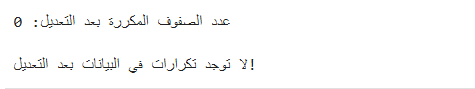 عدد الصفوف المكررة بعد التعديل: 0
لا توجد تكرارات في البيانات بعد التعديل!